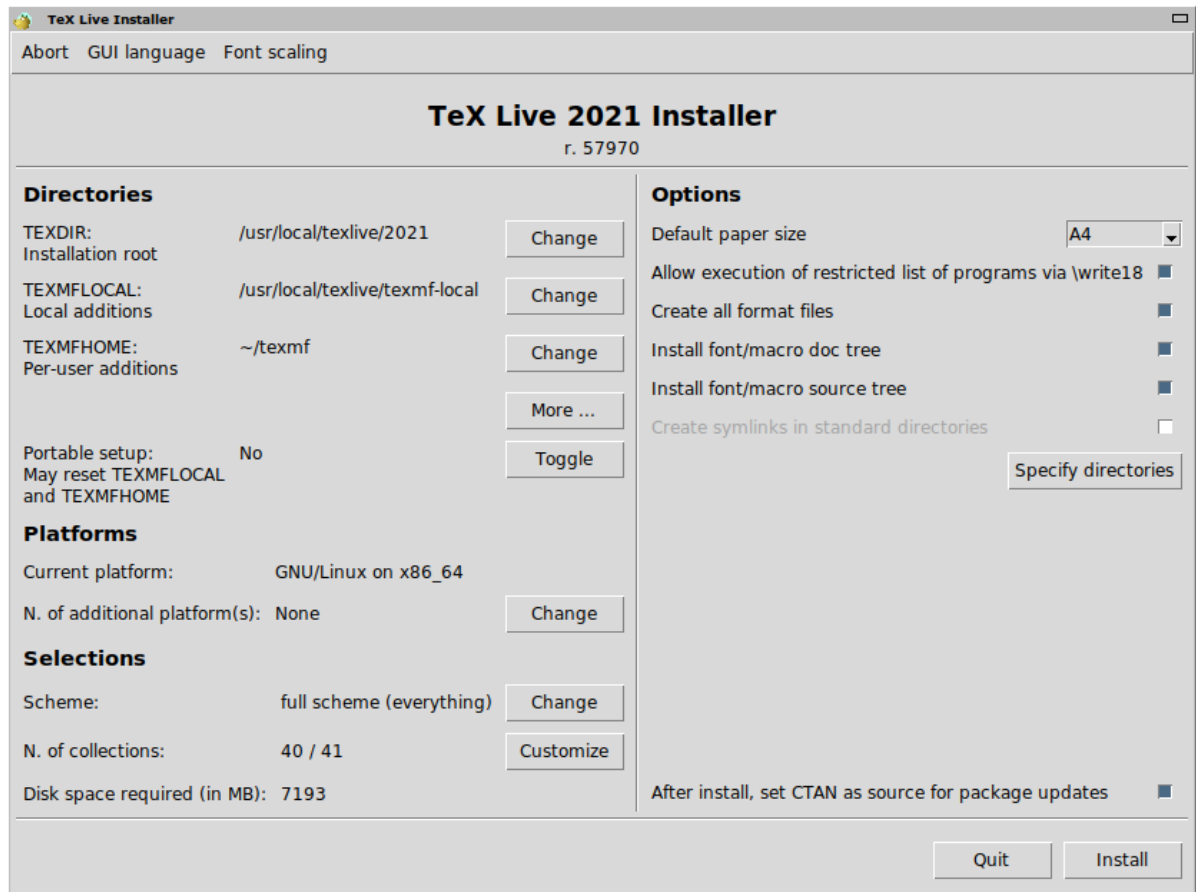 TeX Live Installer
Abort GUI language Font scaling
TeX Live 2021 Installer
r. 57970
Directories
TEXDIR: /usr/local/texlive/2021 Change
Installation root
TEXMFLOCAL: /usr/local/texlive/texmf-local Change
Local additions
TEXMFHOME: ~/texmf Change
Per-user additions
More ...
Portable setup: No Toggle
May reset TEXMFLOCAL
and TEXMFHOME
Platforms
Current platform: GNU/Linux on x86_64
N. of additional platform(s): None Change
Selections
Scheme: full scheme (everything) Change
N. of collections: 40 / 41 Customize
Disk space required (in MB): 7193
Options
Default paper size A4
Allow execution of restricted list of programs via \write18
Create all format files
Install font/macro doc tree
Install font/macro source tree
Create symlinks in standard directories
Specify directories
After install, set CTAN as source for package updates
Quit Install